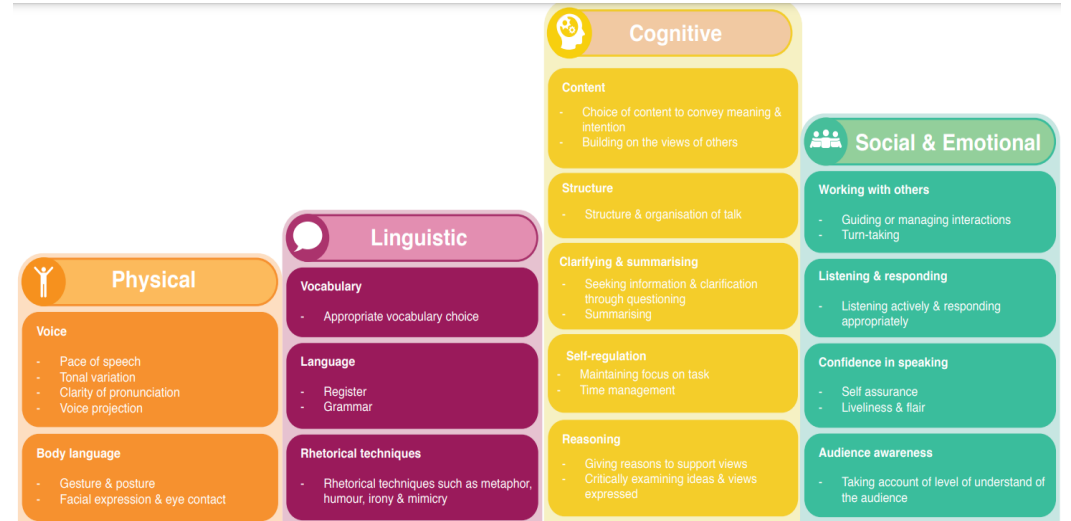 Physical
Voice
- Pace of speech
- Tonal variation
- Clarity of pronunciation
- Voice projection
Body language
- Gesture & posture
- Facial expression & eye contact
Linguistic
Vocabulary
- Appropriate vocabulary choice
Language
- Register
- Grammar
Rhetorical techniques
- Rhetorical techniques such as metaphor,
humour, irony & mimicry
Cognitive
Content
- Choice of content to convey meaning &
intention
- Building on the views of others
Structure
- Structure & organisation of talk
Clarifying & summarising
- Seeking information & clarification
through questioning
- Summarising
Self-regulation
- Maintaining focus on task
- Time management
Reasoning
- Giving reasons to support views
- Critically examining ideas & views
expressed
Social & Emotional
Working with others
- Guiding or managing interactions
- Turn-taking
Listening & responding
- Listening actively & responding
appropriately
Confidence in speaking
- Self assurance
- Liveliness & flair
Audience awareness
- Taking account of level of understand of
the audience